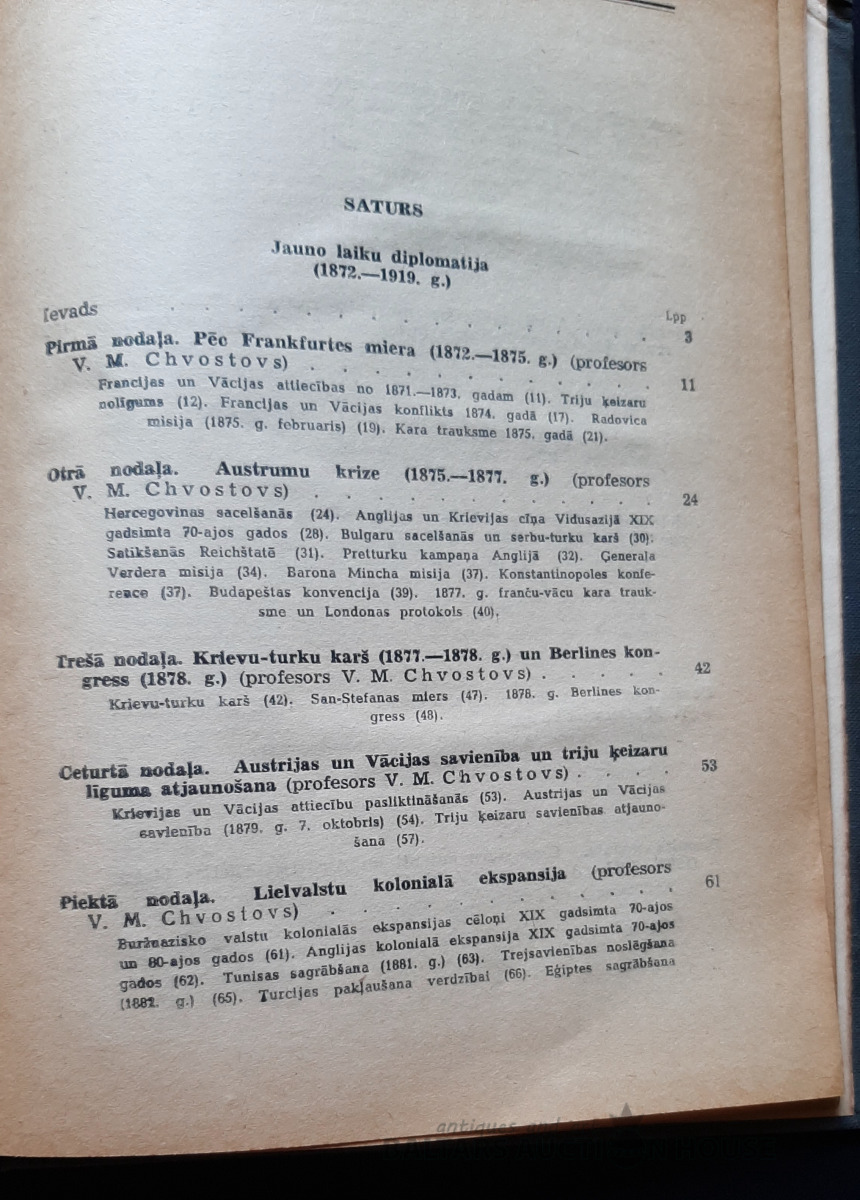 SATURS
Jauno laiku diplomatija
(1872.—1919. g.)
Lpp
Ievads . . . . . . . . . . . . . . 3
Pirmā nodaļa. Pēc Frankfurtes miera (1872.—1875. g.) (profesors
V. M. Chvostovs) . . . . . . . . . . . 11
Francijas un Vācijas attiecības no 1871.—1873. gadam (11). Triju ķeizaru
nolīgums (12). Francijas un Vācijas konflikts 1874. gadā (17). Radovica
misija (1875. g. februaris) (19). Kara trauksme 1875. gadā (21).
Otrā nodaļa. Austrumu krize (1875.—1877. g.) (profesors
V. M. Chvostovs) . . . . . . . . . . . 24
Hercegovinas sacelšanās (24). Anglijas un Krievijas cīņa Vidusazijā XIX
gadsimta 70-ajos gados (28). Bulgaru sacelšanās un serbu-turku karš (30).
Satikšanās Reichštatē (31). Pretturku kampaņa Anglijā (32). Ģeneraļa
Verdera misija (34). Barona Mincha misija (37). Konstantinopoles konfe-
rence (37). Budapeštas konvencija (39). 1877. g. franču-vācu kara trauk-
sme un Londonas protokols (40).
Trešā nodaļa. Krievu-turku karš (1877.—1878. g.) un Berlines kon-
gress (1878. g.) (profesors V. M. Chvostovs) . . . . . 42
Krievu-turku karš (42). San-Stefanas miers (47). 1878. g. Berlines kon-
gress (48).
Ceturtā nodaļa. Austrijas un Vācijas savienība un triju ķeizaru
līguma atjaunošana (profesors V. M. Chvostovs) . . . . 53
Krievijas un Vācijas attiecību pasliktināšanās (53). Austrijas un Vācijas
savienība (1879. g. 7. oktobris) (54). Triju ķeizaru savienības atjauno-
šana (57).
Piektā nodaļa. Lielvalstu kolonialā ekspansija (profesors
V. M. Chvostovs) . . . . . . . . . . . 61
Buržuazisko valstu kolonialās ekspansijas cēloņi XIX gadsimta 70-ajos
un 80-ajos gados (61). Anglijas kolonialā ekspansija XIX gadsimta 70-ajos
gados (62). Tunisas sagrābšana (1881. g.) (63). Trejsavienības noslēgšana
(1882. g.) (65). Turcijas pakļaušana verdzībai (66). Eģiptes sagrābšana
antiques and